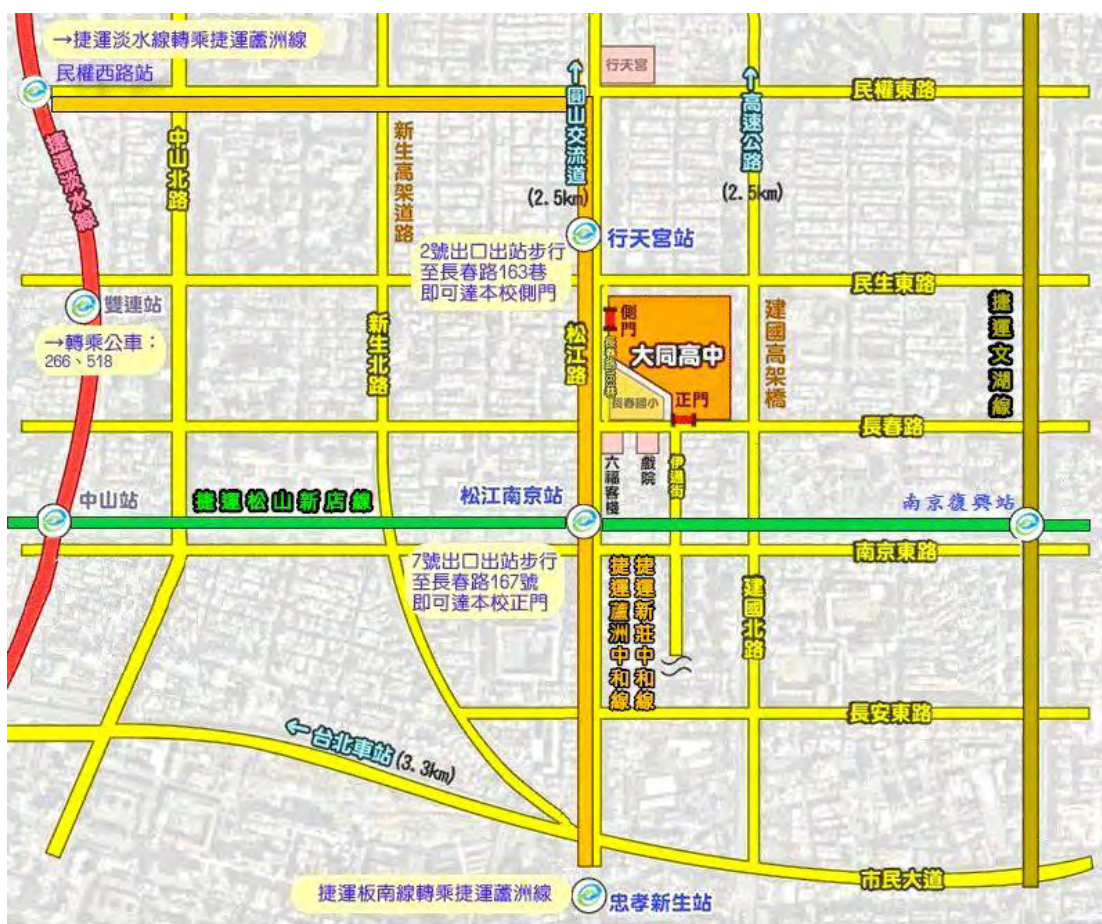 →捷運淡水線轉乘捷運蘆洲線
民權西路站
行天宮
民權東路
捷運淡水線
中山北路
新生高架道路
↑圓山交流道
(2.5km)
↑高速公路
(2.5km)
行天宮站
2號出口出站步行
至長春路163巷
即可達本校側門
民生東路
雙連站
→轉乘公車：
266、518
新生北路
松江路
側門
大同高中
長春路163巷
長春國小
正門
建國高架橋
捷運文湖線
長春路
六福客棧
戲院
伊通街
中山站
捷運松山新店線
松江南京站
南京復興站
南京東路
7號出口出站步行
至長春路167號
即可達本校正門
捷運蘆洲中和線
捷運新莊中和線
建國北路
長安東路
←台北車站(3.3km)
市民大道
捷運板南線轉乘捷運蘆洲線
忠孝新生站